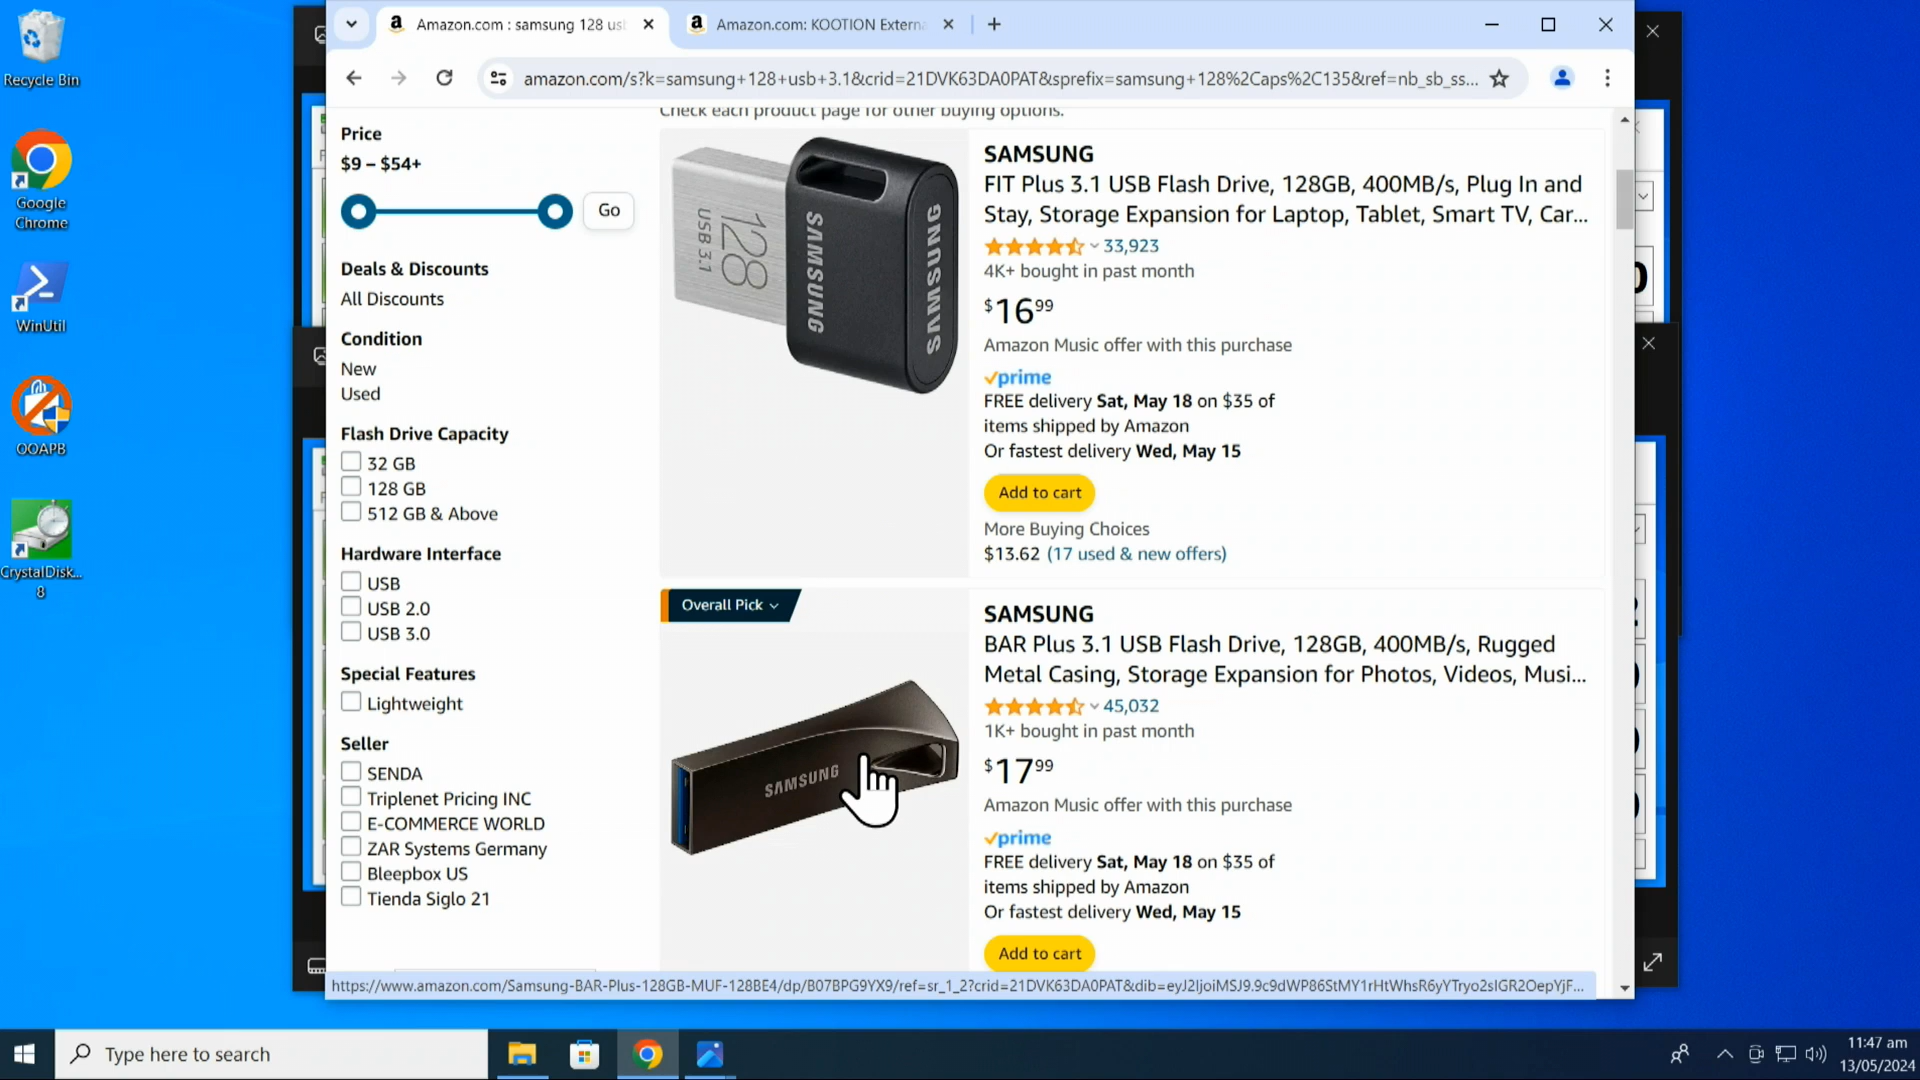 Recycle Bin
Google
Chrome
WinUtil
OOAPB
CrystalDisk...
8
Amazon.com : samsung 128 us
Amazon.com: KOOTION Extern
amazon.com/s?k=samsung+128+usb+3.1&crid=21DVK63DA0PAT&sprefix=samsung+128%2Caps%2C135&ref=nb_sb_ss...
Check each product page for other buying options.
Price
$9 – $54+
Go
Deals & Discounts
All Discounts
Condition
New
Used
Flash Drive Capacity
32 GB
128 GB
512 GB & Above
Hardware Interface
USB
USB 2.0
USB 3.0
Special Features
Lightweight
Seller
SENDA
Triplenet Pricing INC
E-COMMERCE WORLD
ZAR Systems Germany
Bleepbox US
Tienda Siglo 21
128
USB 3.1
SAMSUNG
SAMSUNG
SAMSUNG
FIT Plus 3.1 USB Flash Drive, 128GB, 400MB/s, Plug In and
Stay, Storage Expansion for Laptop, Tablet, Smart TV, Car...
33,923
4K+ bought in past month
$16 99
Amazon Music offer with this purchase
prime
FREE delivery Sat, May 18 on $35 of
items shipped by Amazon
Or fastest delivery Wed, May 15
Add to cart
More Buying Choices
$13.62 (17 used & new offers)
Overall Pick
SAMSUNG
SAMSUNG
BAR Plus 3.1 USB Flash Drive, 128GB, 400MB/s, Rugged
Metal Casing, Storage Expansion for Photos, Videos, Musi...
45,032
1K+ bought in past month
$17 99
Amazon Music offer with this purchase
prime
FREE delivery Sat, May 18 on $35 of
items shipped by Amazon
Or fastest delivery Wed, May 15
Add to cart
https://www.amazon.com/Samsung-BAR-Plus-128GB-MUF-128BE4/dp/B07BPG9YX9/ref=sr_1_2?crid=21DVK63DA0PAT&dib=eyJ2IjoiMSJ9.9c9dWP86StMY1rHtWhsR6yYTryo2sIGR2OepYjF...
Type here to search
11:47 am
13/05/2024